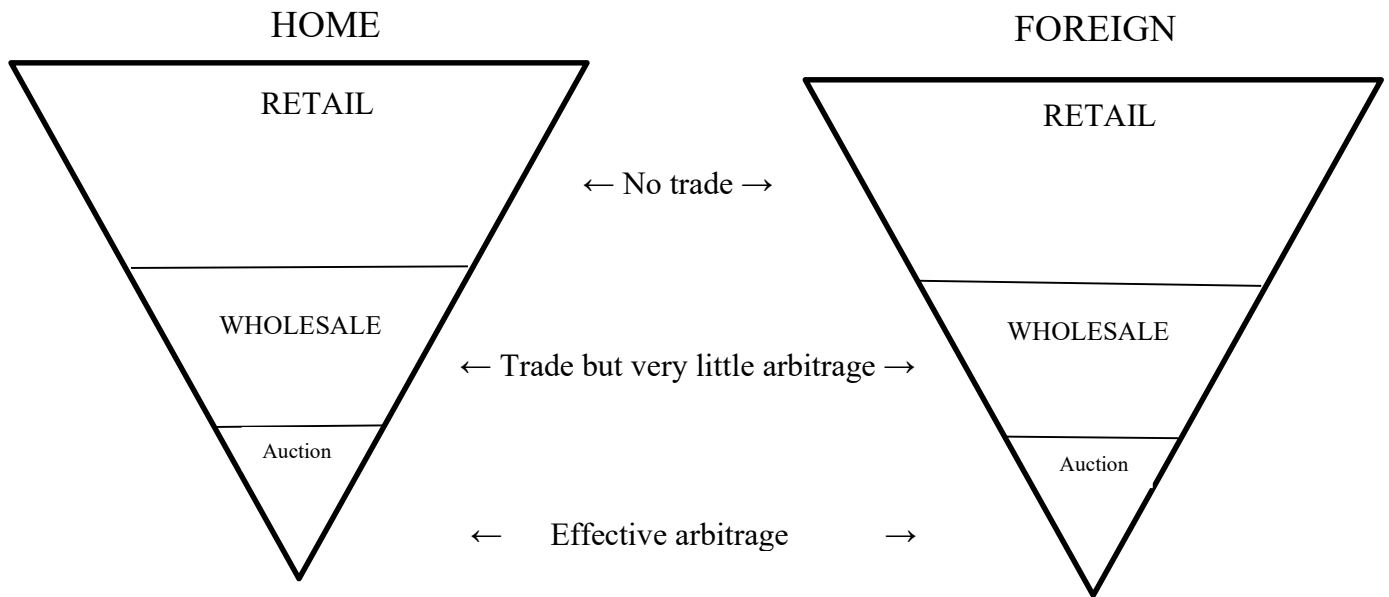 HOME
FOREIGN
RETAIL
RETAIL
← No trade →
WHOLESALE
WHOLESALE
← Trade but very little arbitrage →
Auction
Auction
← Effective arbitrage →